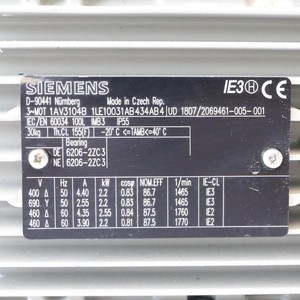 SIEMENS IE3 CE
D-90441 Nürnberg Made in Czech Rep.
3-MOT 1AV3104B 1LE10031AB434AB4 UD 1807/2069461-005-001
IEC/EN 60034 100L IMB3 IP55
30kg Th.Cl. 155(F) -20°C <=TAMB<=40°C
Bearing
DE 6206-2ZC3
NE 6206-2ZC3
V Hz A kW cosφ NOM.EFF 1/min IE-CL
400 Δ 50 4.40 2.2 0.83 86.7 1465 IE3
690 Y 50 2.55 2.2 0.83 86.7 1465 IE3
460 Δ 60 4.35 2.55 0.84 87.5 1760 IE2
460 Δ 60 3.90 2.2 0.81 87.5 1770 IE2